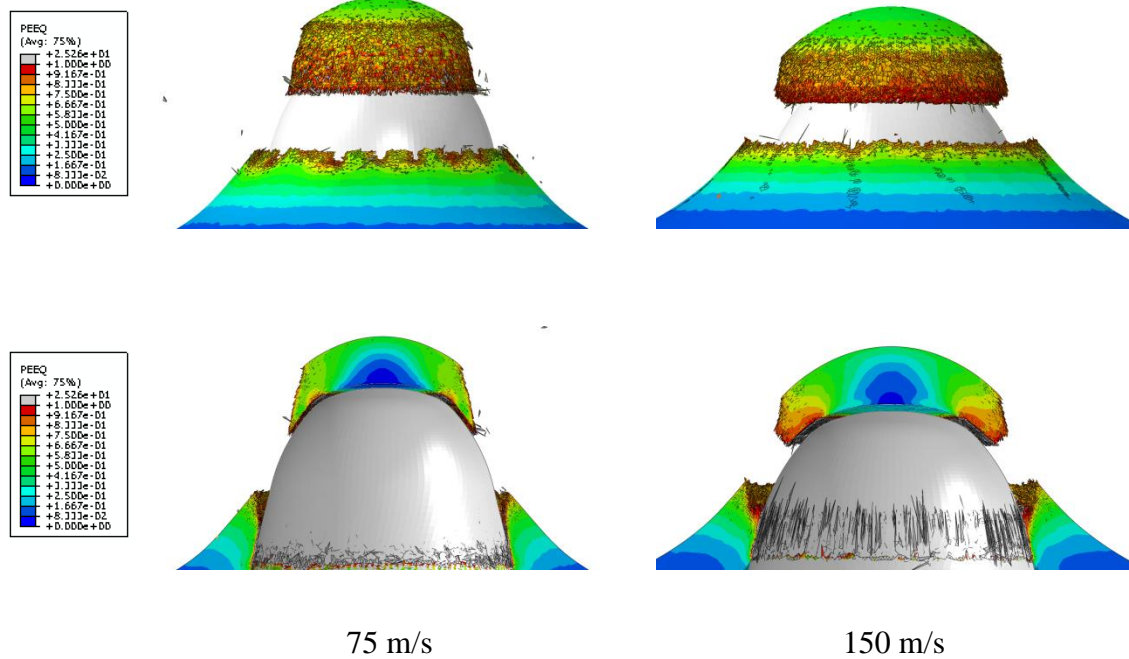 PEEQ
(Avg: 75%)
+2.526e+01
+1.000e+00
+9.167e-01
+8.333e-01
+7.500e-01
+6.667e-01
+5.833e-01
+5.000e-01
+4.167e-01
+3.333e-01
+2.500e-01
+1.667e-01
+8.333e-02
+0.000e+00
PEEQ
(Avg: 75%)
+2.526e+01
+1.000e+00
+9.167e-01
+8.333e-01
+7.500e-01
+6.667e-01
+5.833e-01
+5.000e-01
+4.167e-01
+3.333e-01
+2.500e-01
+1.667e-01
+8.333e-02
+0.000e+00
75 m/s
150 m/s